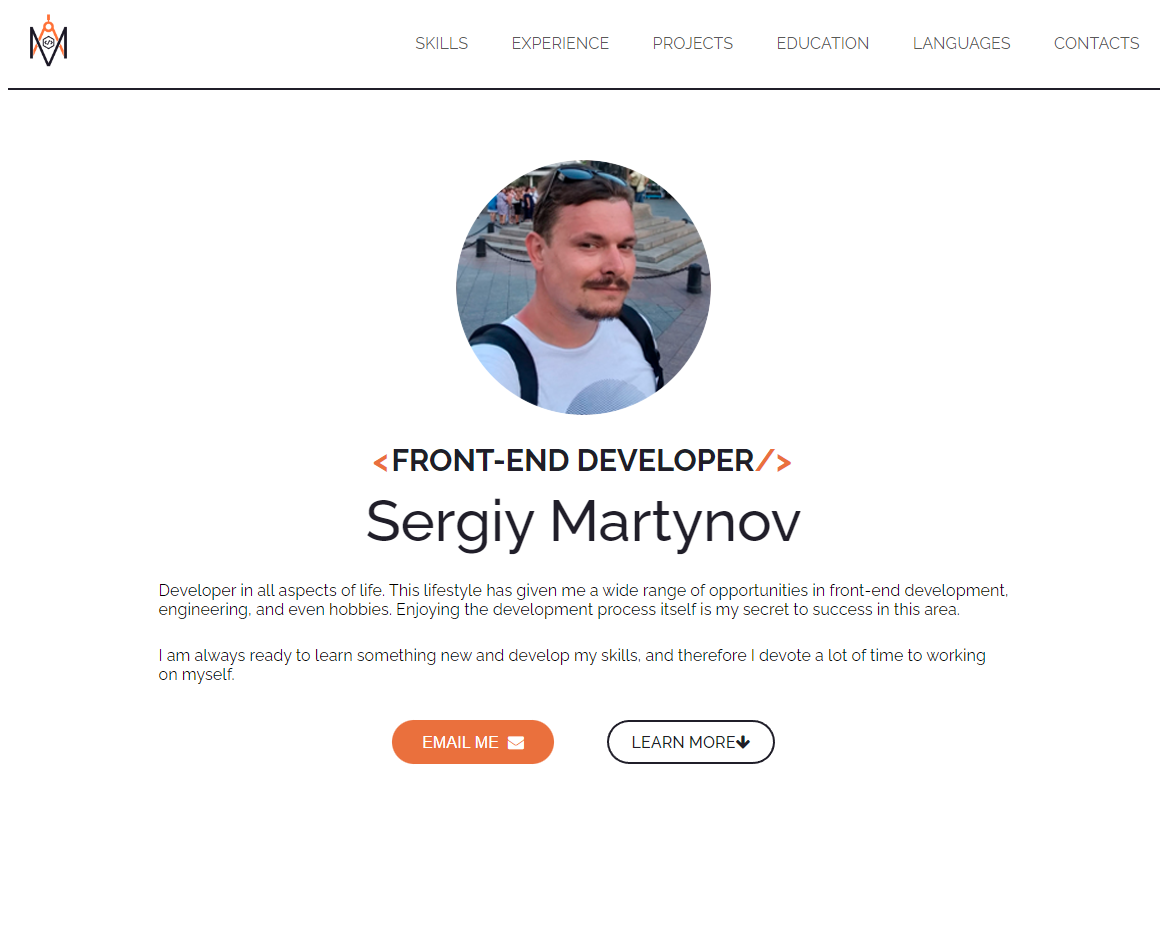 SKILLS EXPERIENCE PROJECTS EDUCATION LANGUAGES CONTACTS
<FRONT-END DEVELOPER/>
Sergiy Martynov
Developer in all aspects of life. This lifestyle has given me a wide range of opportunities in front-end development,
engineering, and even hobbies. Enjoying the development process itself is my secret to success in this area.
I am always ready to learn something new and develop my skills, and therefore I devote a lot of time to working
on myself.
EMAIL ME LEARN MORE